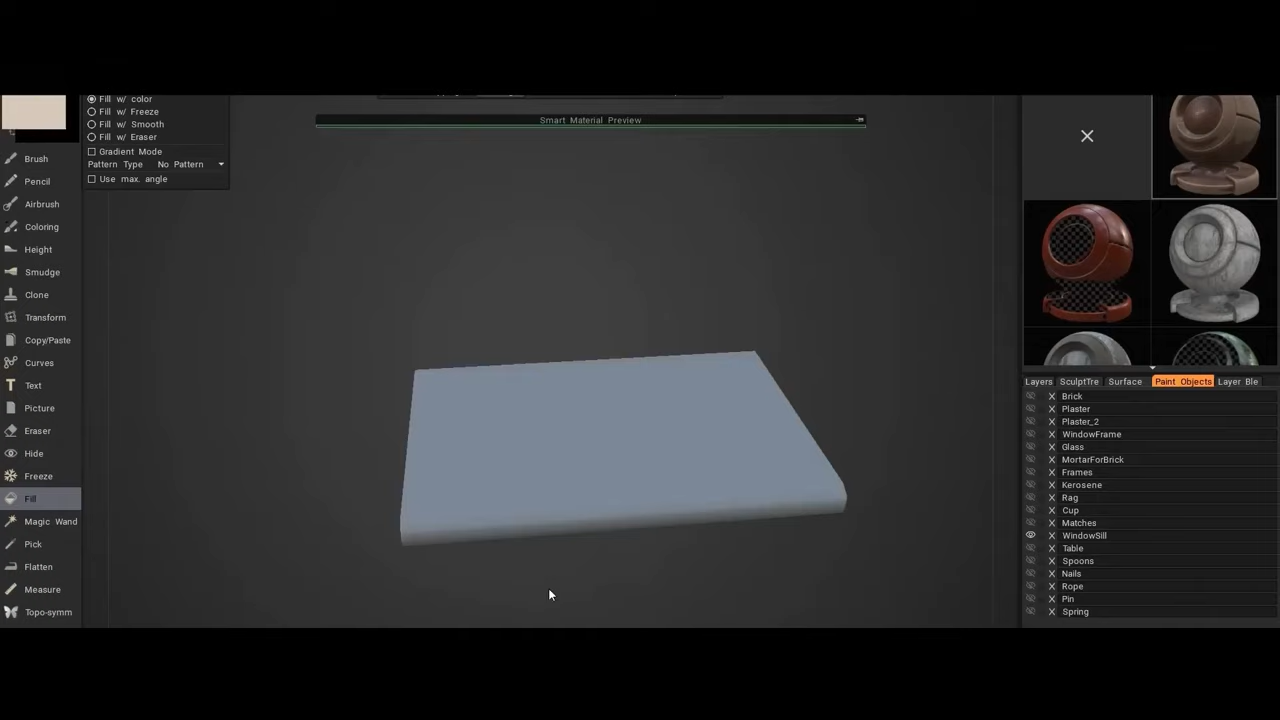 Fill w/ color
Fill w/ Freeze
Fill w/ Smooth
Fill w/ Eraser
Gradient Mode
Pattern Type No Pattern
Use max. angle
Smart Material Preview
Brush
Pencil
Airbrush
Coloring
Height
Smudge
Clone
Transform
Copy/Paste
Curves
Text
Picture
Eraser
Hide
Freeze
Fill
Magic Wand
Pick
Flatten
Measure
Topo-symm
Layers SculptTre Surface Paint Objects Layer Ble
X Brick
X Plaster
X Plaster_2
X WindowFrame
X Glass
X MortarForBrick
X Frames
X Kerosene
X Rag
X Cup
X Matches
X WindowSill
X Table
X Spoons
X Nails
X Rope
X Pin
X Spring